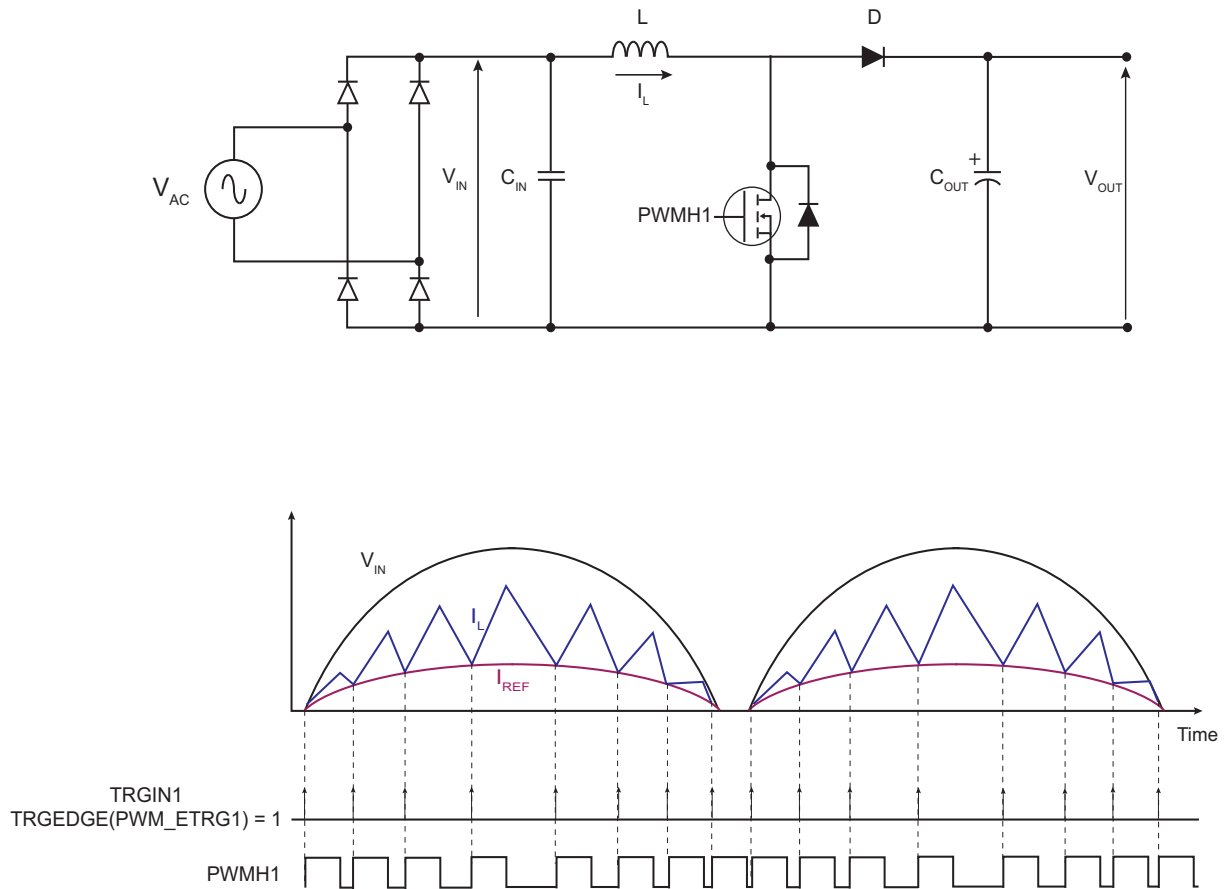 L
D
I_L
V_AC
V_IN
C_IN
PWMH1
+
C_OUT
V_OUT
V_IN
I_L
I_REF
Time
TRGIN1
TRGEDGE(PWM_ETRG1) = 1
PWMH1